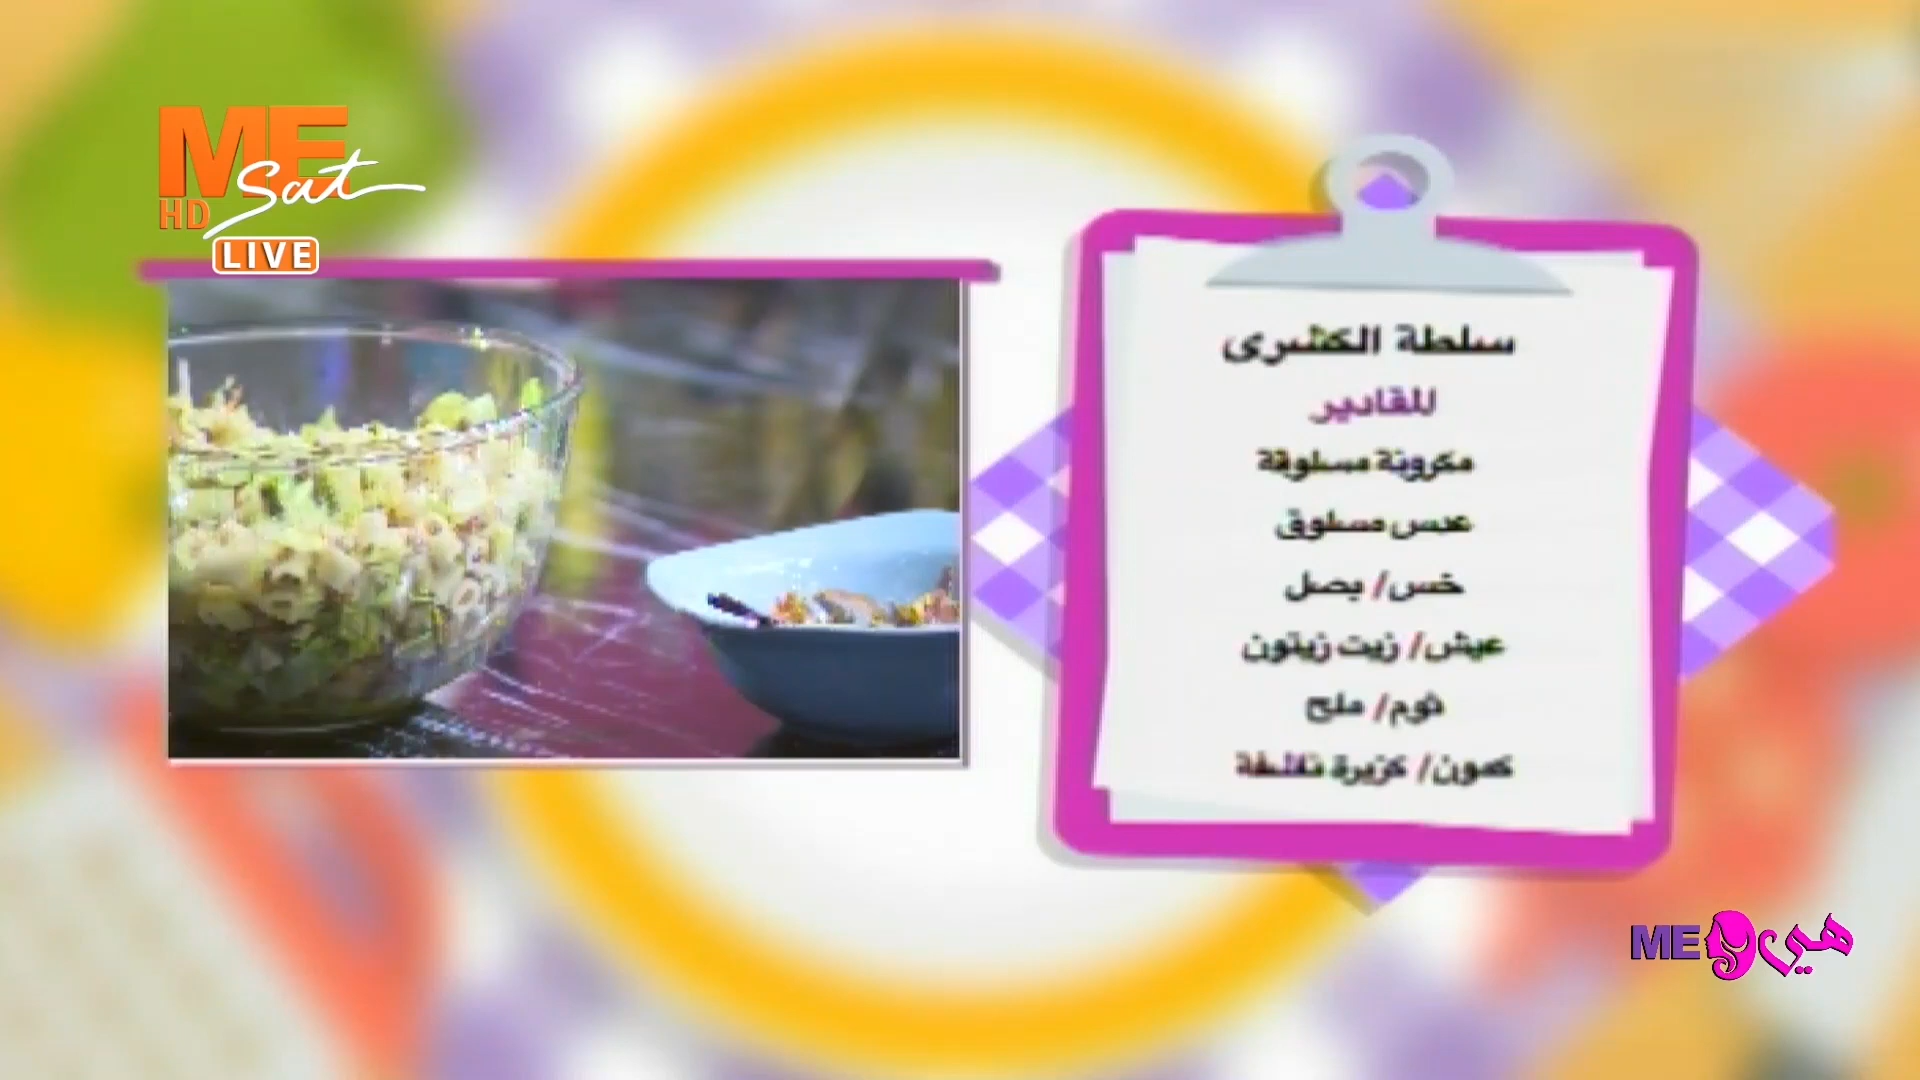 ME
Sat
HD
LIVE
سلطة الكشرى
المقادير
مكرونة مسلوقة
عدس مسلوق
خس/ بصل
عيش/ زيت زيتون
ثوم/ ملح
كمون/ كزبرة ناشفة
ME هي